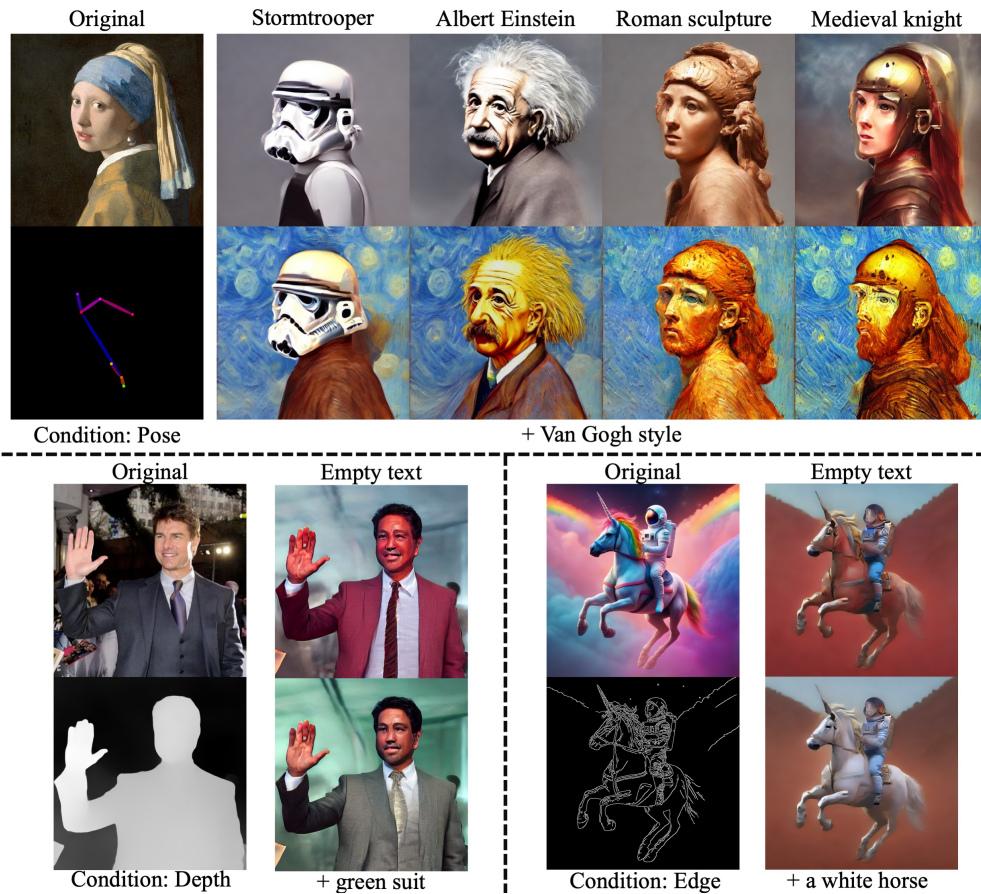 Original
Stormtrooper
Albert Einstein
Roman sculpture
Medieval knight
Condition: Pose
+ Van Gogh style
Original
Empty text
Original
Empty text
Condition: Depth
+ green suit
Condition: Edge
+ a white horse